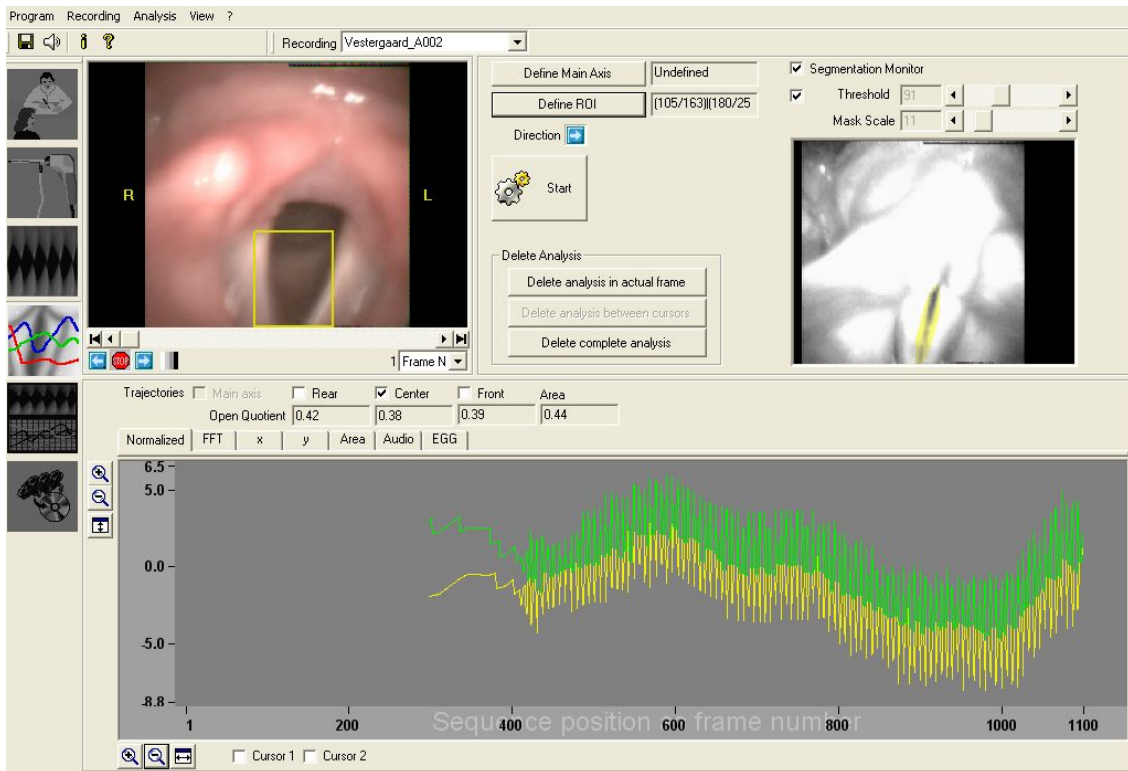 Program Recording Analysis View ?
Recording Vestergaard_A002
R L
1 Frame N
Define Main Axis Undefined
Define ROI (105/163)|(180/25
Direction
Start
Delete Analysis
Delete analysis in actual frame
Delete analysis between cursors
Delete complete analysis
Segmentation Monitor
Threshold 91
Mask Scale 11
STOP
Trajectories Main axis Rear Center Front Area
Open Quotient 0.42 0.38 0.39 0.44
Normalized FFT x y Area Audio EGG
6.5
5.0
0.0
-5.0
-8.8
1 200 400 600 800 1000 1100
Sequence position or frame number
Cursor 1 Cursor 2